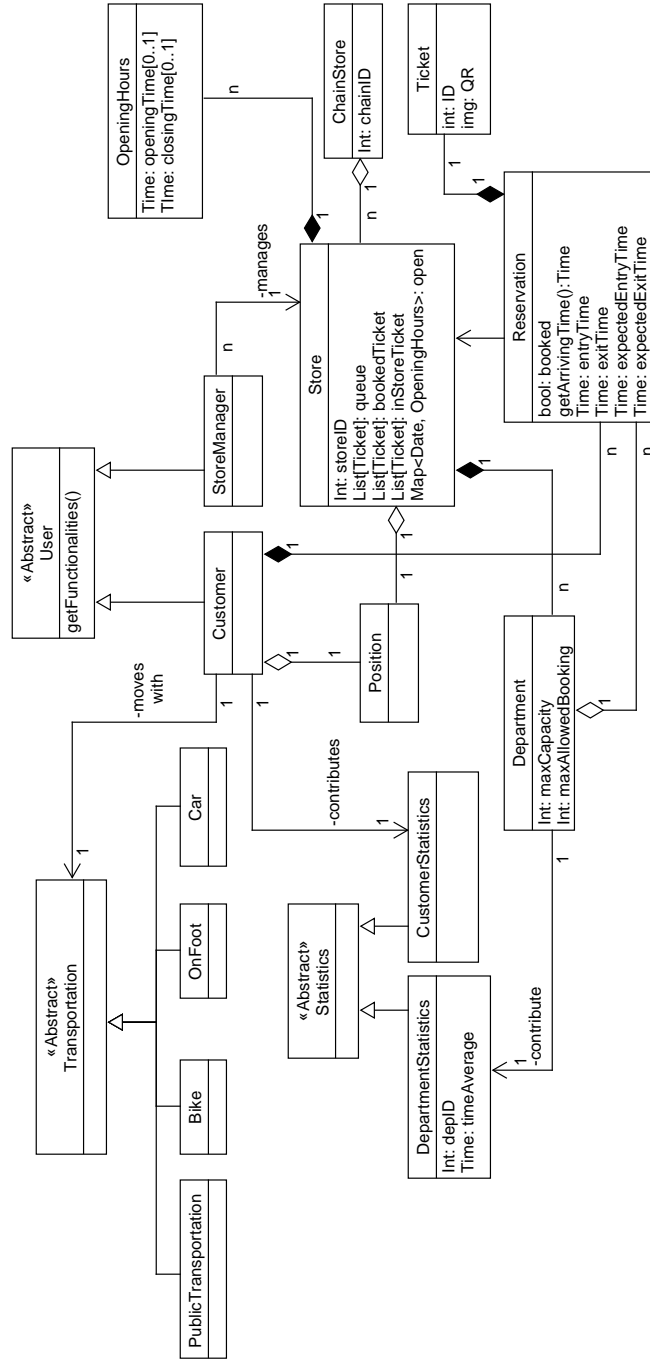 «Abstract»
Transportation
PublicTransportation
Bike
OnFoot
Car
-moves
with
1
1
«Abstract»
User
getFunctionalities()
Customer
StoreManager
n
-manages
1
1
-contributes
1
«Abstract»
Statistics
DepartmentStatistics
Int: depID
Time: timeAverage
CustomerStatistics
1
1
Position
1
1
1
OpeningHours
Time: openingTime[0..1]
TIme: closingTime[0..1]
n
1
Store
Int: storeID
List[Ticket]: queue
List[Ticket]: bookedTicket
List[Ticket]: inStoreTicket
Map<Date, OpeningHours>: open
n
1
ChainStore
Int: chainID
1
n
1
-contribute
1
Department
Int: maxCapacity
Int: maxAllowedBooking
1
n
n
Reservation
bool: booked
getArrivingTime():Time
Time: entryTime
Time: exitTime
Time: expectedEntryTime
Time: expectedExitTime
1
1
Ticket
int: ID
img: QR